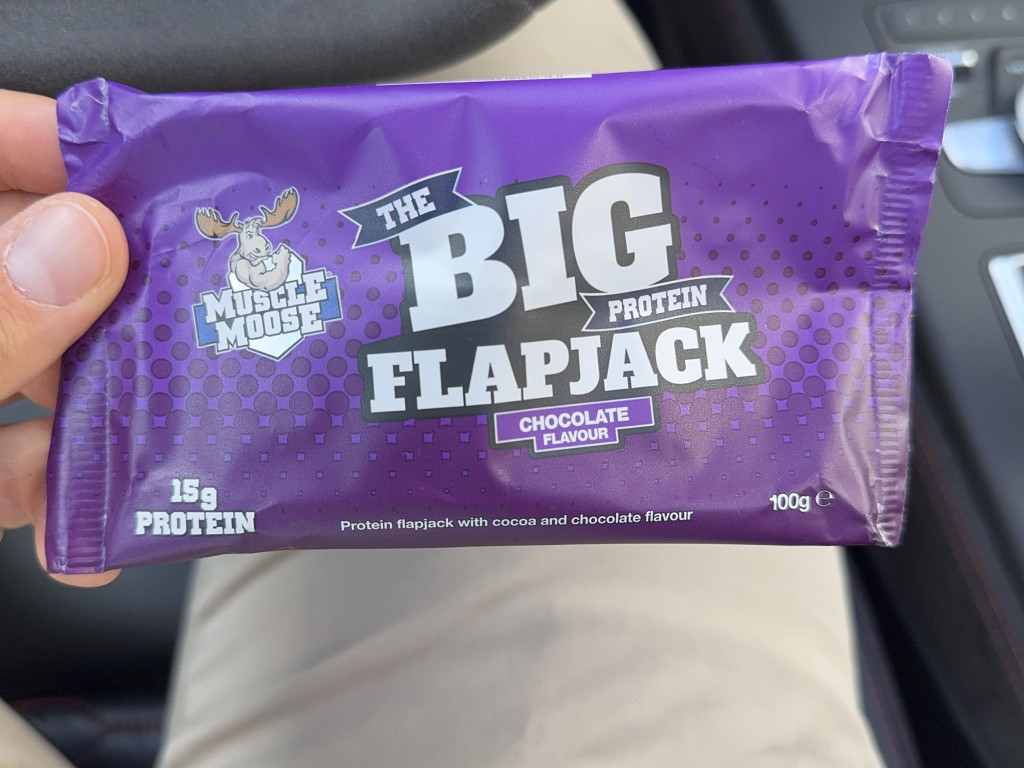 MUSCLE
MOOSE
THE
BIG
PROTEIN
FLAPJACK
CHOCOLATE
FLAVOUR
15g
PROTEIN
Protein flapjack with cocoa and chocolate flavour
100g ℮